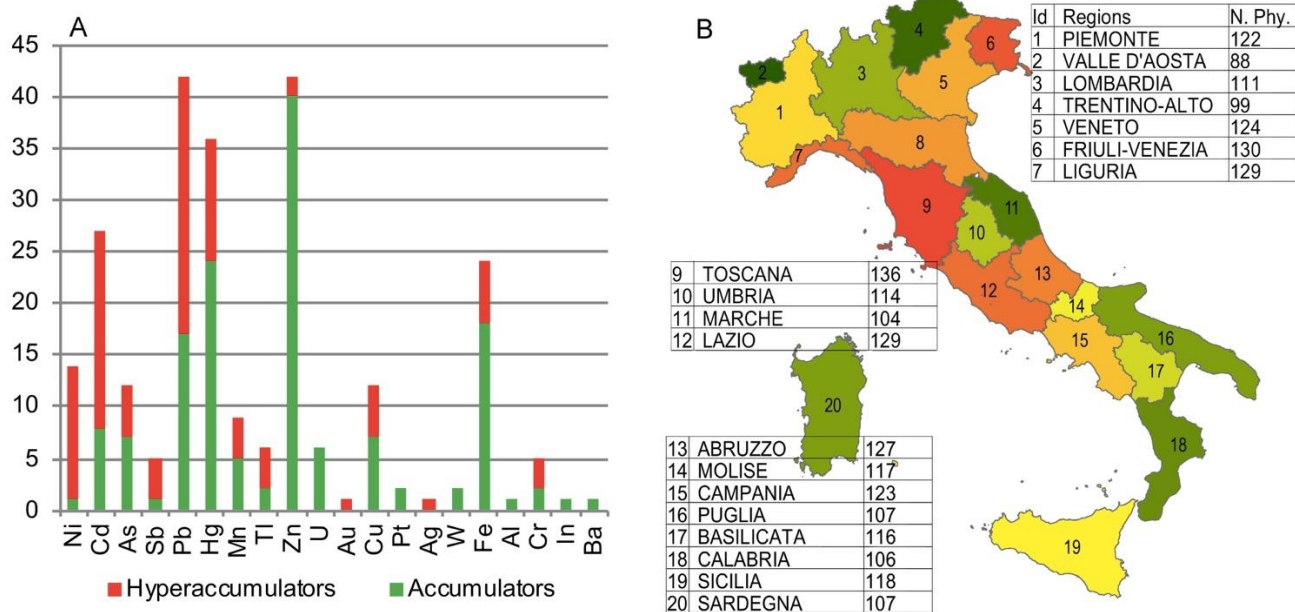 A
45
40
35
30
25
20
15
10
5
0
Ni Cd As Sb Pb Hg Mn Tl Zn U Au Cu Pt Ag W Fe Al Cr In Ba
Hyperaccumulators Accumulators
B
Id Regions N. Phy.
1 PIEMONTE 122
2 VALLE D'AOSTA 88
3 LOMBARDIA 111
4 TRENTINO-ALTO 99
5 VENETO 124
6 FRIULI-VENEZIA 130
7 LIGURIA 129
4
6
2
3
5
1
8
7
9
11
10
13
12
14
15
16
17
20
18
19
9 TOSCANA 136
10 UMBRIA 114
11 MARCHE 104
12 LAZIO 129
13 ABRUZZO 127
14 MOLISE 117
15 CAMPANIA 123
16 PUGLIA 107
17 BASILICATA 116
18 CALABRIA 106
19 SICILIA 118
20 SARDEGNA 107